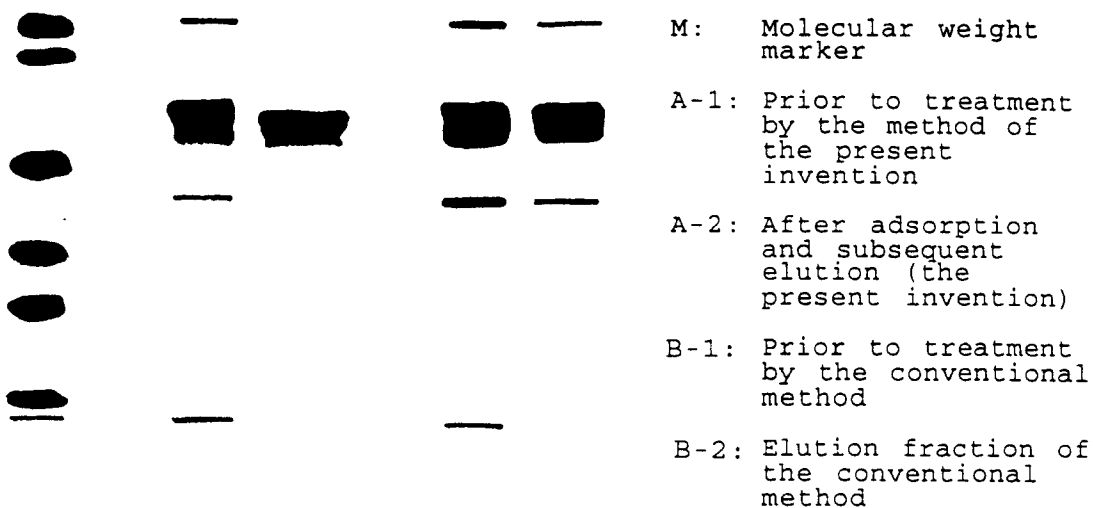 M: Molecular weight
marker
A-1: Prior to treatment
by the method of
the present
invention
A-2: After adsorption
and subsequent
elution (the
present invention)
B-1: Prior to treatment
by the conventional
method
B-2: Elution fraction of
the conventional
method